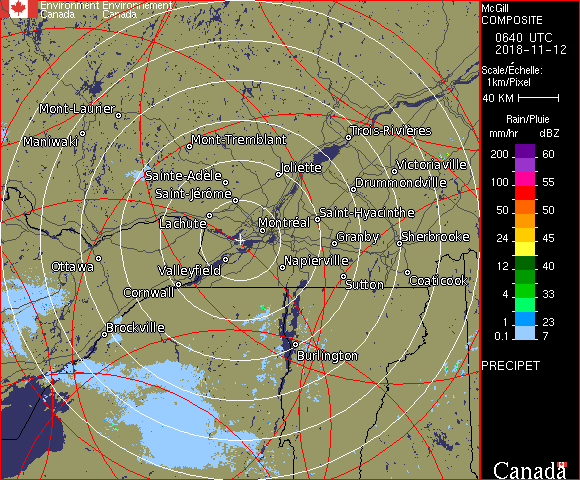 Environment Environnement
Canada Canada
McGill
COMPOSITE
0640 UTC
2018-11-12
Scale/Échelle:
1km/Pixel
40 KM
Rain/Pluie
mm/hr dBZ
200 60
150 57
100 55
50 50
24 45
12 40
4 33
1 23
0.1 7
PRECIPET
Canada
Mont-Laurier
Maniwaki
Mont-Tremblant
Trois-Rivières
Sainte-Adèle
Joliette
Victoriaville
Saint-Jérôme
Drummondville
Lachute
Montréal
Saint-Hyacinthe
Granby
Sherbrooke
Ottawa
Valleyfield
Napierville
Cornwall
Sutton
Coaticook
Brockville
Burlington